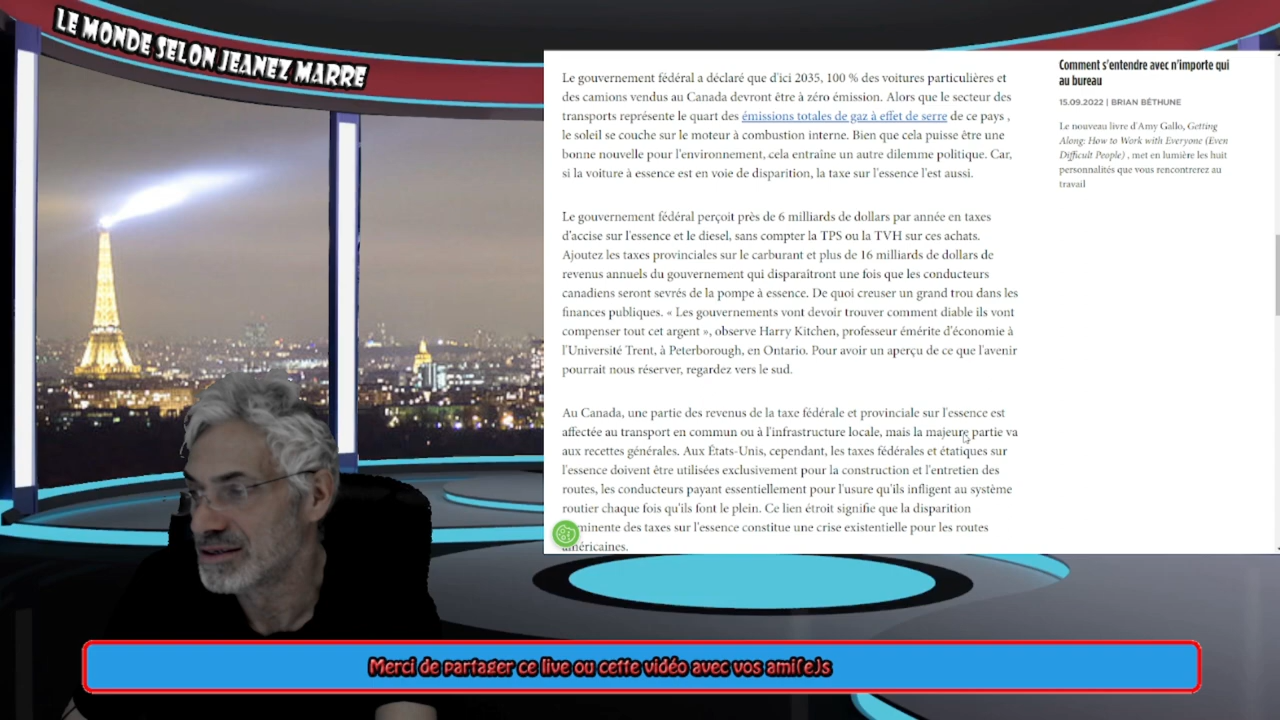 LE MONDE SELON JEANEZ MARRE
Le gouvernement fédéral a déclaré que d'ici 2035, 100 % des voitures particulières et
des camions vendus au Canada devront être à zéro émission. Alors que le secteur des
transports représente le quart des émissions totales de gaz à effet de serre de ce pays ,
le soleil se couche sur le moteur à combustion interne. Bien que cela puisse être une
bonne nouvelle pour l'environnement, cela entraîne un autre dilemme politique. Car,
si la voiture à essence est en voie de disparition, la taxe sur l'essence l'est aussi.
Le gouvernement fédéral perçoit près de 6 milliards de dollars par année en taxes
d'accise sur l'essence et le diesel, sans compter la TPS ou la TVH sur ces achats.
Ajoutez les taxes provinciales sur le carburant et plus de 16 milliards de dollars de
revenus annuels du gouvernement qui disparaîtront une fois que les conducteurs
canadiens seront sevrés de la pompe à essence. De quoi creuser un grand trou dans les
finances publiques. « Les gouvernements vont devoir trouver comment diable ils vont
compenser tout cet argent », observe Harry Kitchen, professeur émérite d'économie à
l'Université Trent, à Peterborough, en Ontario. Pour avoir un aperçu de ce que l'avenir
pourrait nous réserver, regardez vers le sud.
Au Canada, une partie des revenus de la taxe fédérale et provinciale sur l'essence est
affectée au transport en commun ou à l'infrastructure locale, mais la majeure partie va
aux recettes générales. Aux États-Unis, cependant, les taxes fédérales et étatiques sur
l'essence doivent être utilisées exclusivement pour la construction et l'entretien des
routes, les conducteurs payant essentiellement pour l'usure qu'ils infligent au système
routier chaque fois qu'ils font le plein. Ce lien étroit signifie que la disparition
imminente des taxes sur l'essence constitue une crise existentielle pour les routes
américaines.
Comment s'entendre avec n'importe qui
au bureau
15.09.2022 | BRIAN BÉTHUNE
Le nouveau livre d'Amy Gallo, Getting
Along: How to Work with Everyone (Even
Difficult People) , met en lumière les huit
personnalités que vous rencontrerez au
travail
Merci de partager ce live ou cette vidéo avec vos ami(e)s